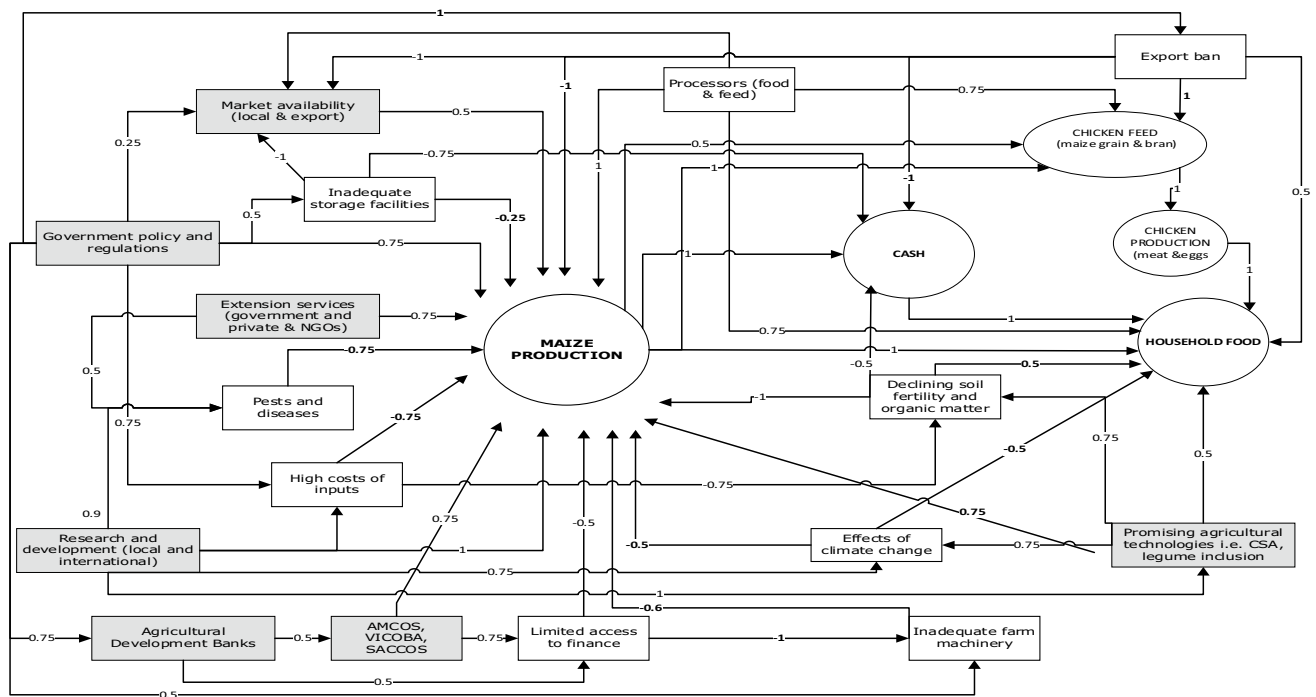 1
Export ban
-1
-1
Processors (food
& feed)
0.75
Market availability
(local & export)
0.5
1
0.25
CHICKEN FEED
(maize grain & bran)
0.5
-1
-0.75
1
1
-1
0.5
Inadequate
storage facilities
1
0.5
-0.25
Government policy and
regulations
0.75
CHICKEN
PRODUCTION
(meat &eggs
1
CASH
1
Extension services
(government and
private & NGOs)
0.75
1
0.75
MAIZE
PRODUCTION
HOUSEHOLD FOOD
-0.75
1
0.5
-0.5
0.5
Pests and
diseases
-1
Declining soil
fertility and
organic matter
0.75
-0.75
0.75
-0.5
0.5
High costs of
inputs
-0.75
0.9
0.75
-0.5
0.75
Research and
development (local and
international)
1
-0.5
Effects of
climate change
0.75
Promising agricultural
technologies i.e. CSA,
legume inclusion
0.75
1
-0.6
0.75
Agricultural
Development Banks
0.5
AMCOS,
VICOBA,
SACCOS
0.75
Limited access
to finance
-1
Inadequate farm
machinery
0.5
0.5